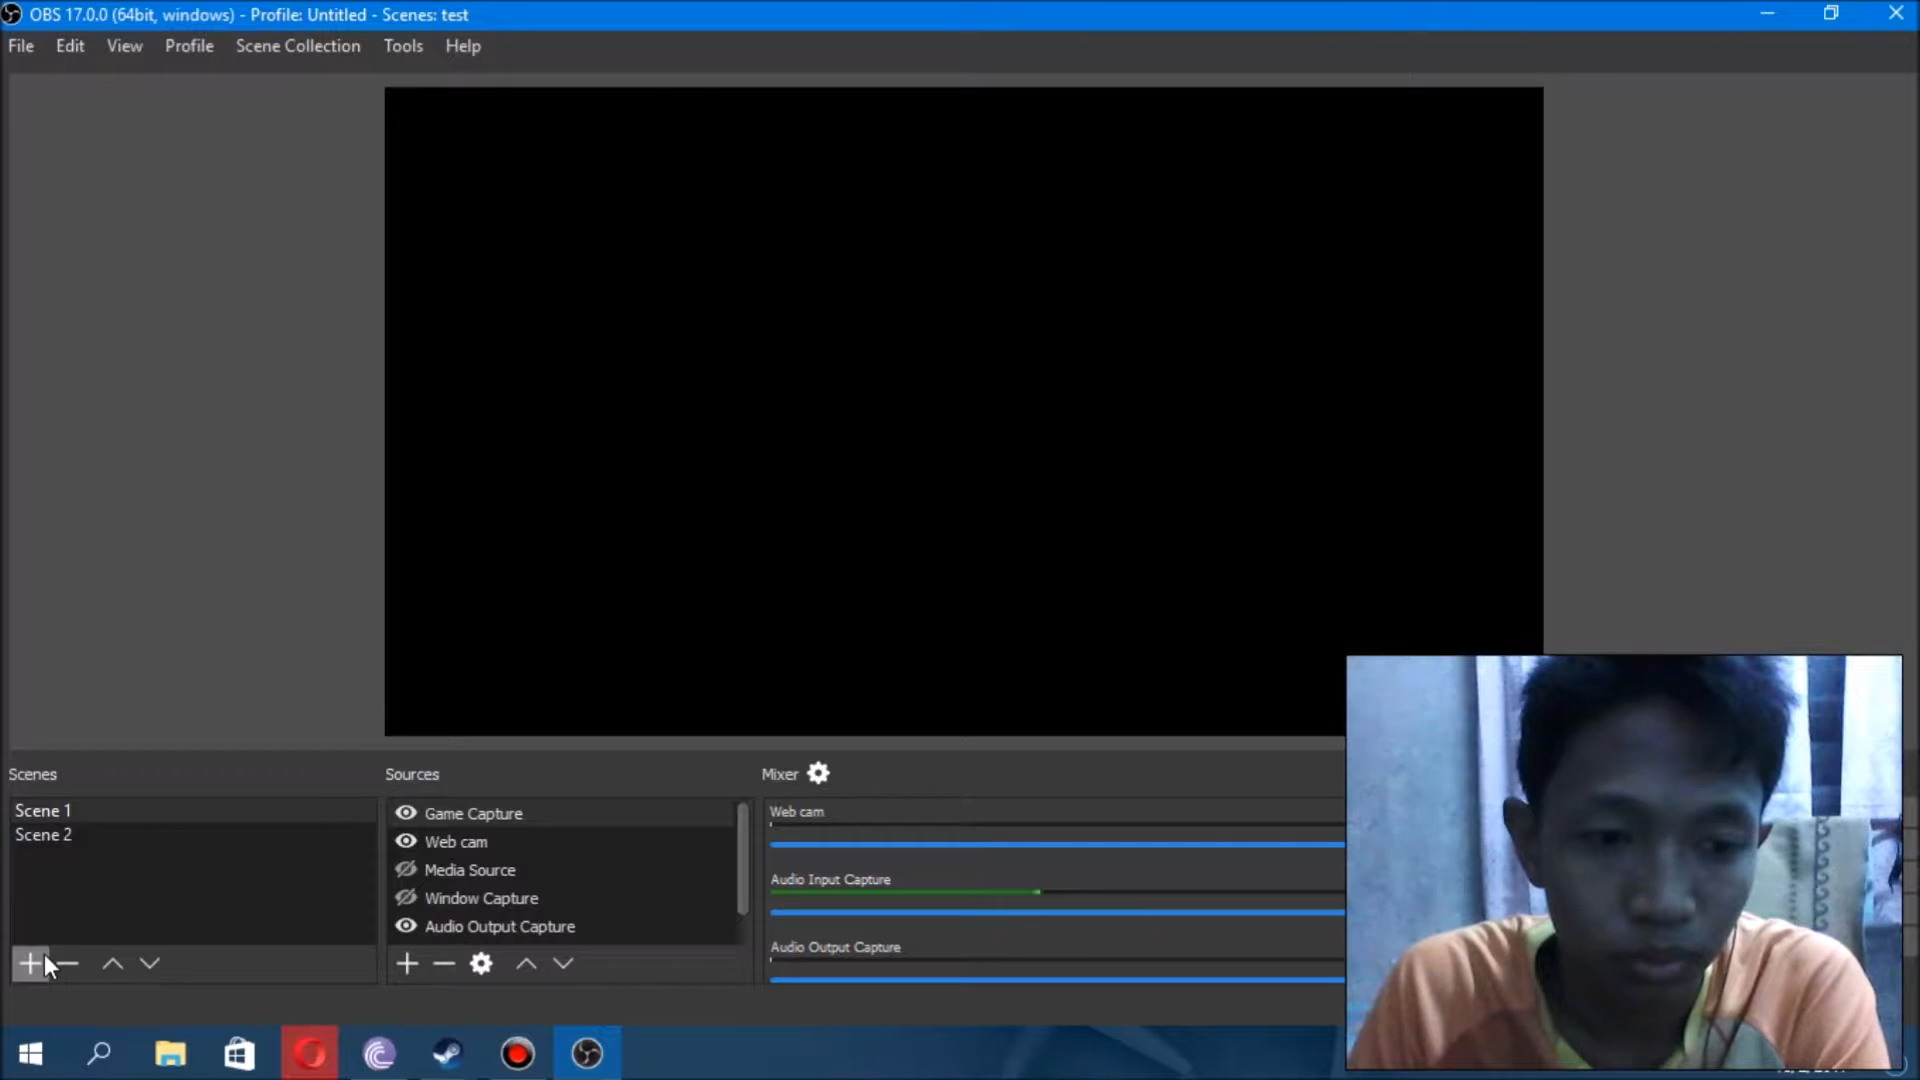 OBS 17.0.0 (64bit, windows) - Profile: Untitled - Scenes: test
File Edit View Profile Scene Collection Tools Help
Scenes
Scene 1
Scene 2
Sources
Game Capture
Web cam
Media Source
Window Capture
Audio Output Capture
Mixer
Web cam
Audio Input Capture
Audio Output Capture